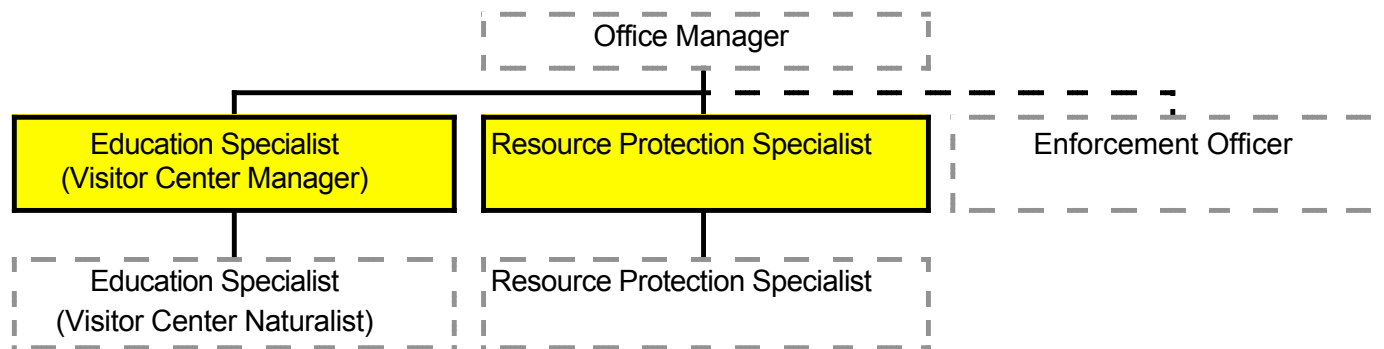 Office Manager
Education Specialist
(Visitor Center Manager)
Resource Protection Specialist
Enforcement Officer
Education Specialist
(Visitor Center Naturalist)
Resource Protection Specialist